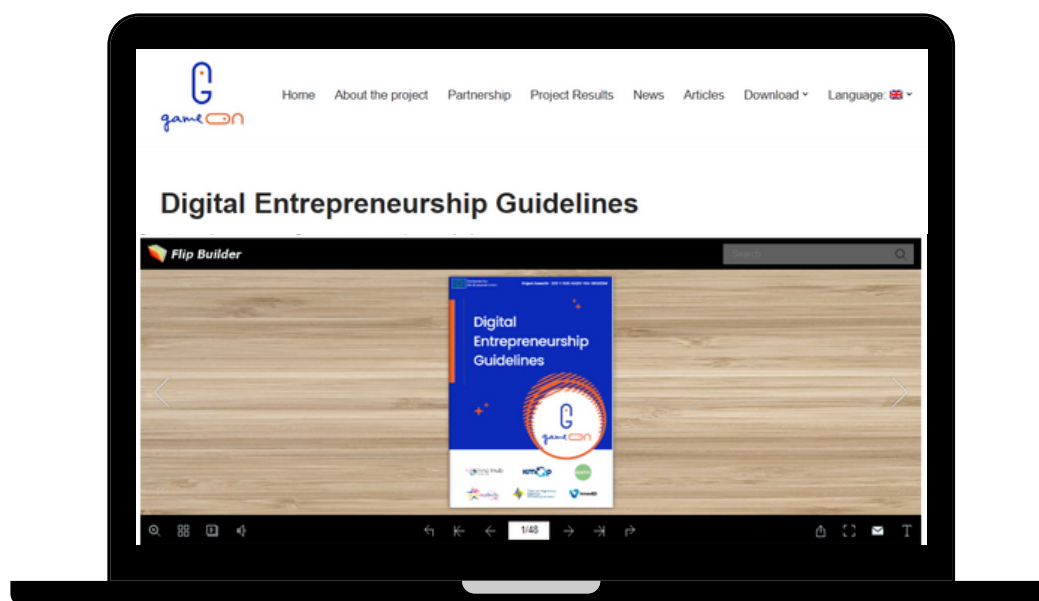 G
game On
Home About the project Partnership Project Results News Articles Download Language:
Digital Entrepreneurship Guidelines
Flip Builder
Search
Digital
Entrepreneurship
Guidelines
G
game On
kmop
1/48
T